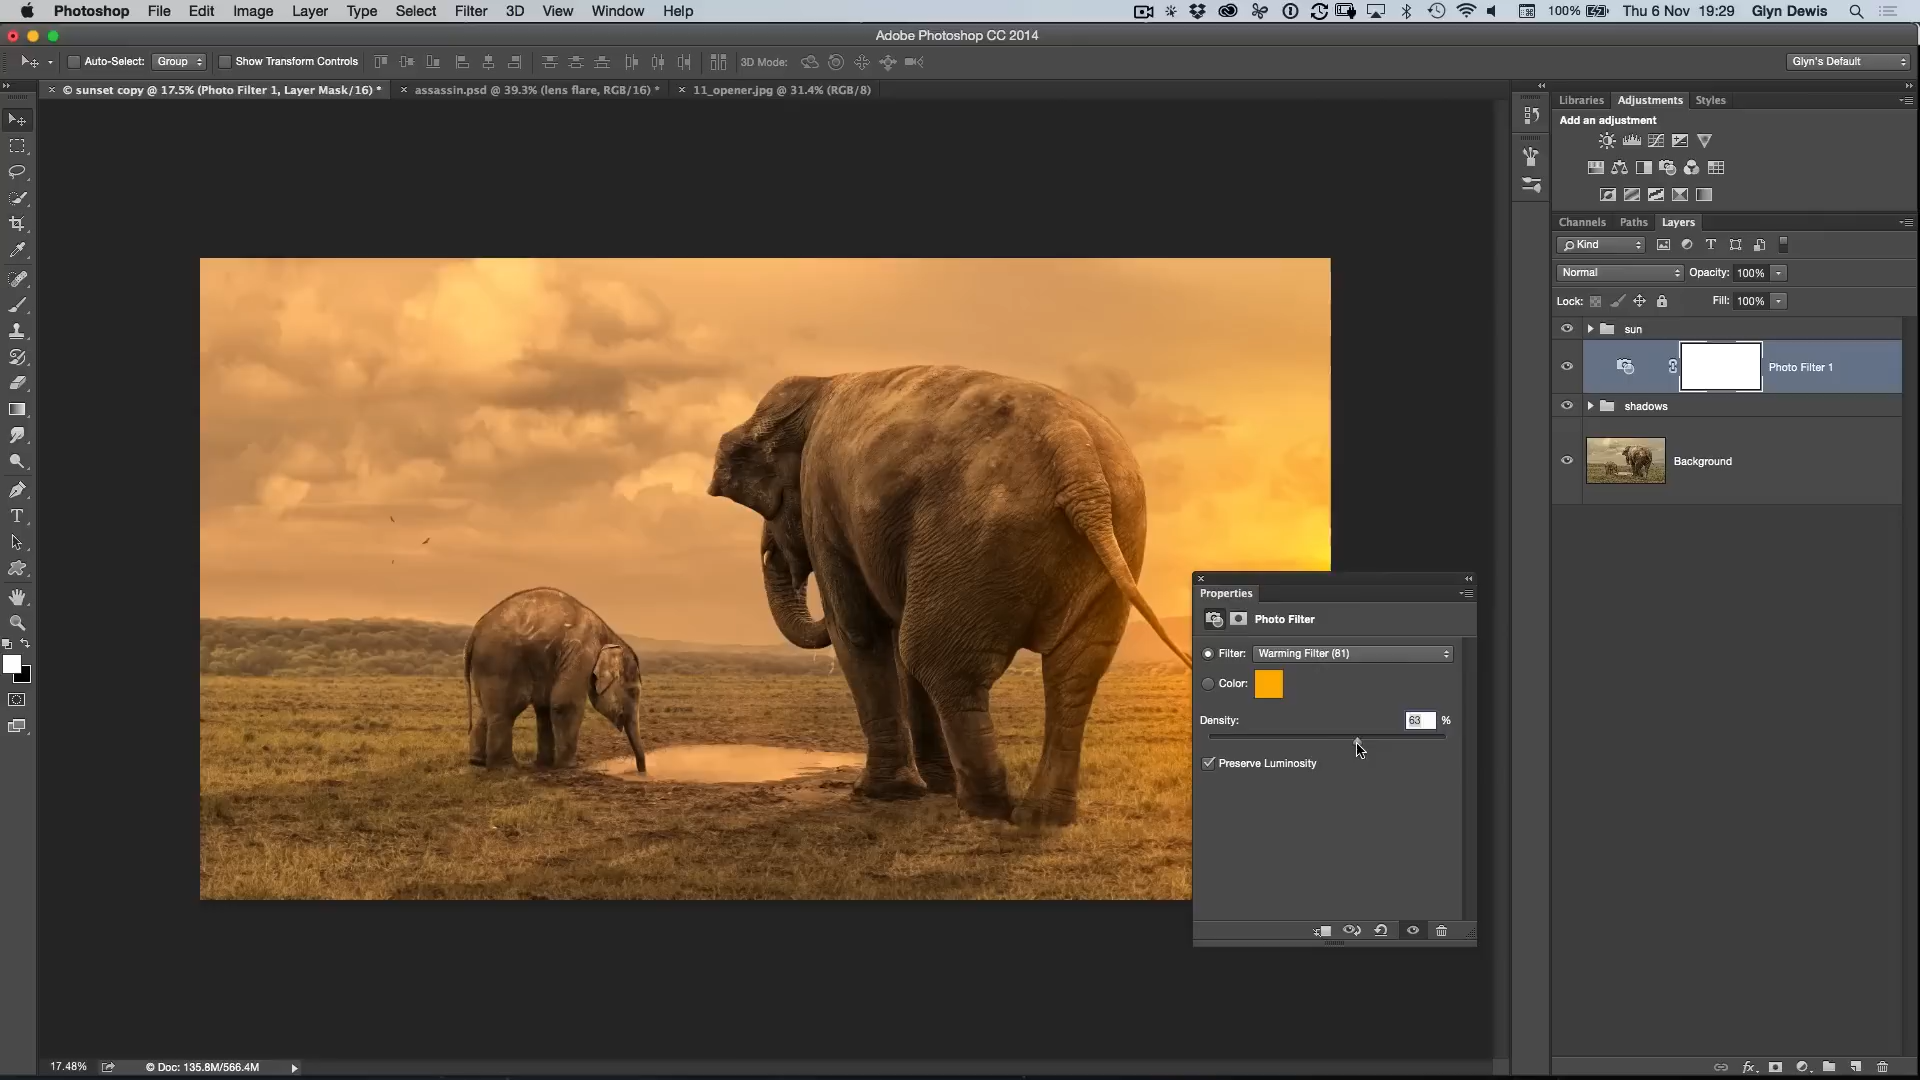 Photoshop File Edit Image Layer Type Select Filter 3D View Window Help 100% Thu 6 Nov 19:29 Glyn Dewis
Adobe Photoshop CC 2014
Auto-Select: Group Show Transform Controls 3D Mode: Glyn's Default
© sunset copy @ 17.5% (Photo Filter 1, Layer Mask/16) * assassin.psd @ 39.3% (lens flare, RGB/16) * 11_opener.jpg @ 31.4% (RGB/8)
Libraries Adjustments Styles
Add an adjustment
Channels Paths Layers
Kind
Normal Opacity: 100%
Lock: Fill: 100%
sun
Photo Filter 1
shadows
Background
Properties
Photo Filter
Filter: Warming Filter (81)
Color:
Density: 63 %
Preserve Luminosity
17.48% © Doc: 135.8M/566.4M